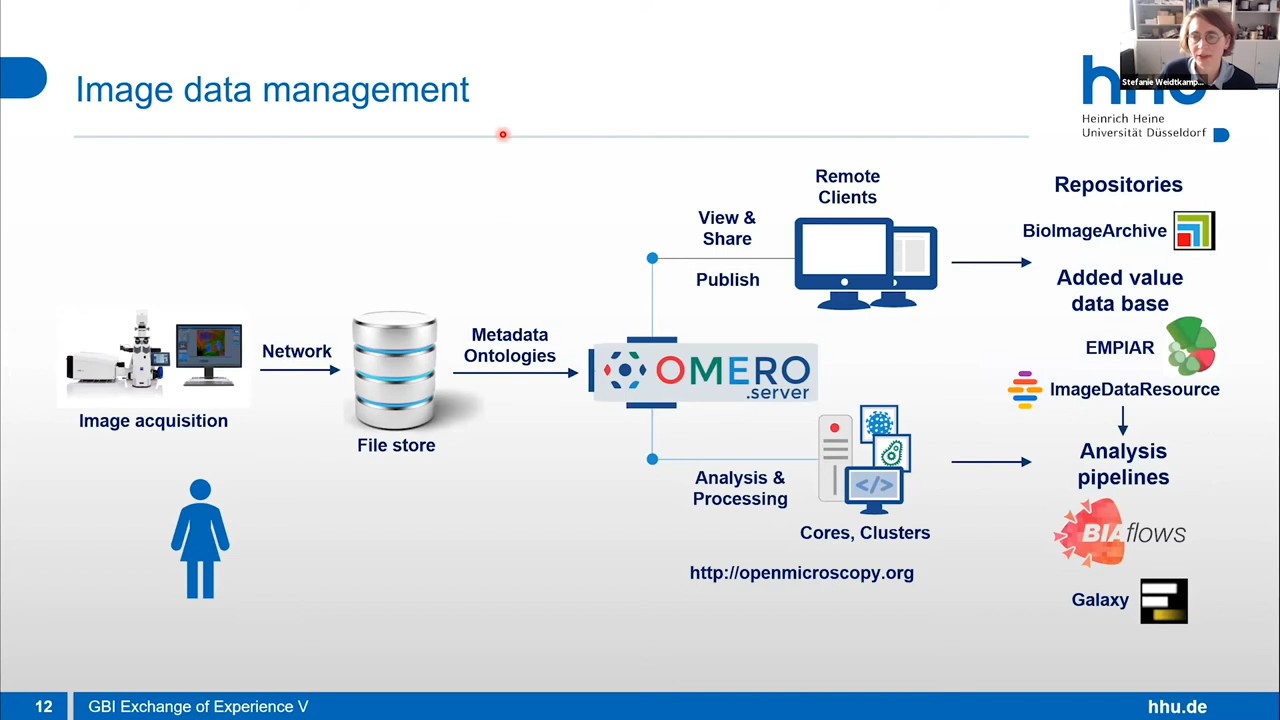 Image data management
Stefanie Weidtkamp...
hhu
Heinrich Heine
Universität Düsseldorf
Remote
Clients
Repositories
View &
Share
BioImageArchive
Publish
Added value
data base
Network
Metadata
Ontologies
EMPIAR
OMERO
.server
ImageDataResource
Image acquisition
File store
Analysis &
Processing
</>
Cores, Clusters
Analysis
pipelines
BIAflows
http://openmicroscopy.org
Galaxy
12
GBI Exchange of Experience V
hhu.de